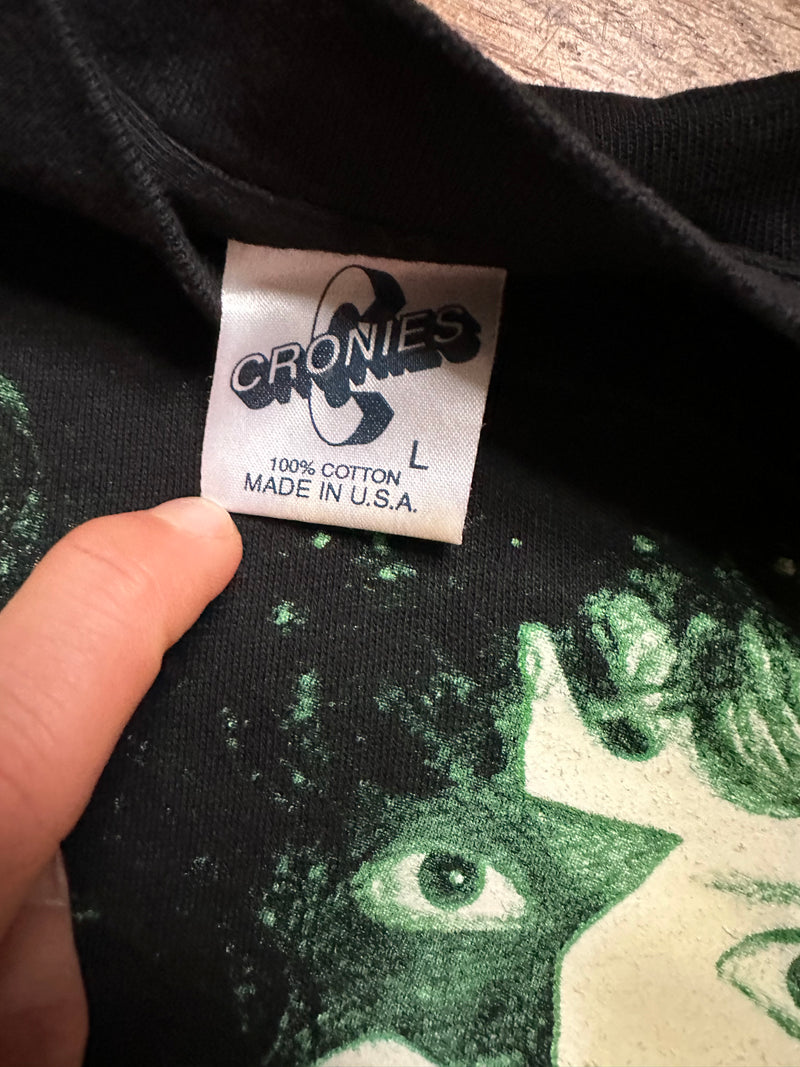 CRONIES
L
100% COTTON
MADE IN U.S.A.